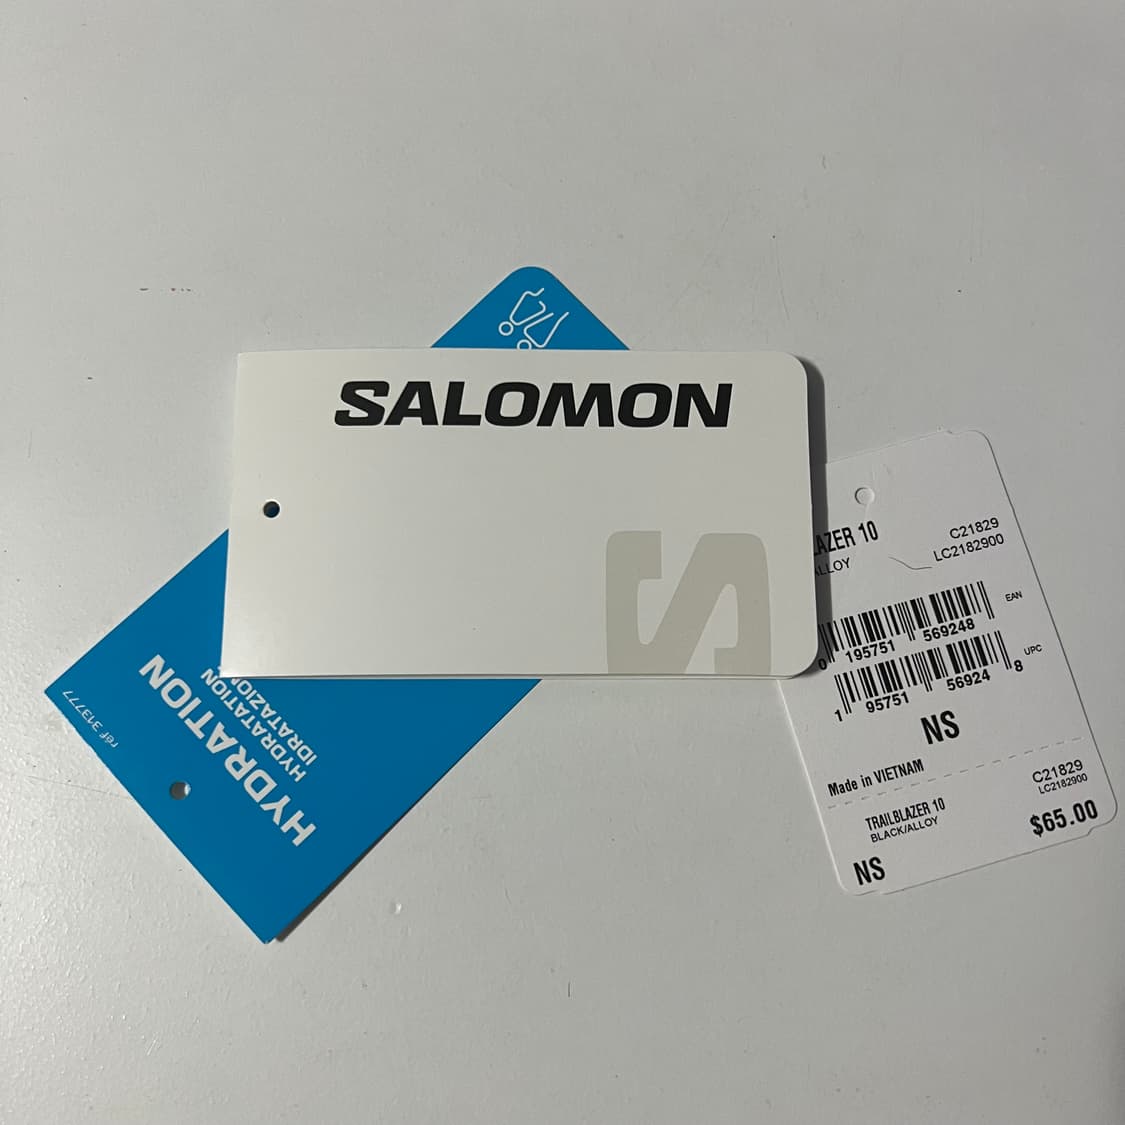 SALOMON
HYDRATION
HYDRATATION
IDRATAZIO
réf 313777
LAZER 10
ALLOY
C21829
LC2182900
EAN
0 195751 569248
UPC
1 95751 56924 8
NS
Made in VIETNAM
TRAILBLAZER 10
BLACK/ALLOY
C21829
LC2182900
NS
$65.00